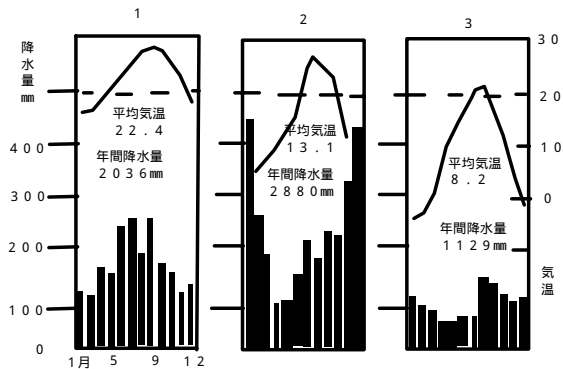 1
2
3
降水量
mm
30
20
10
0
気温
400
300
200
100
0
平均気温
22.4
年間降水量
2036mm
平均気温
13.1
年間降水量
2880mm
平均気温
8.2
年間降水量
1129mm
1月 5 9 12